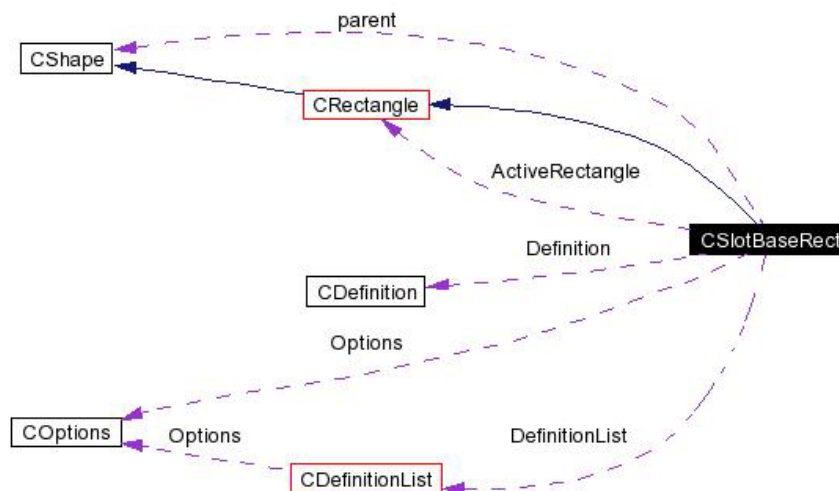 parent
CShape
CRectangle
ActiveRectangle
CSlotBaseRect
Definition
CDefinition
Options
COptions
Options
DefinitionList
CDefinitionList